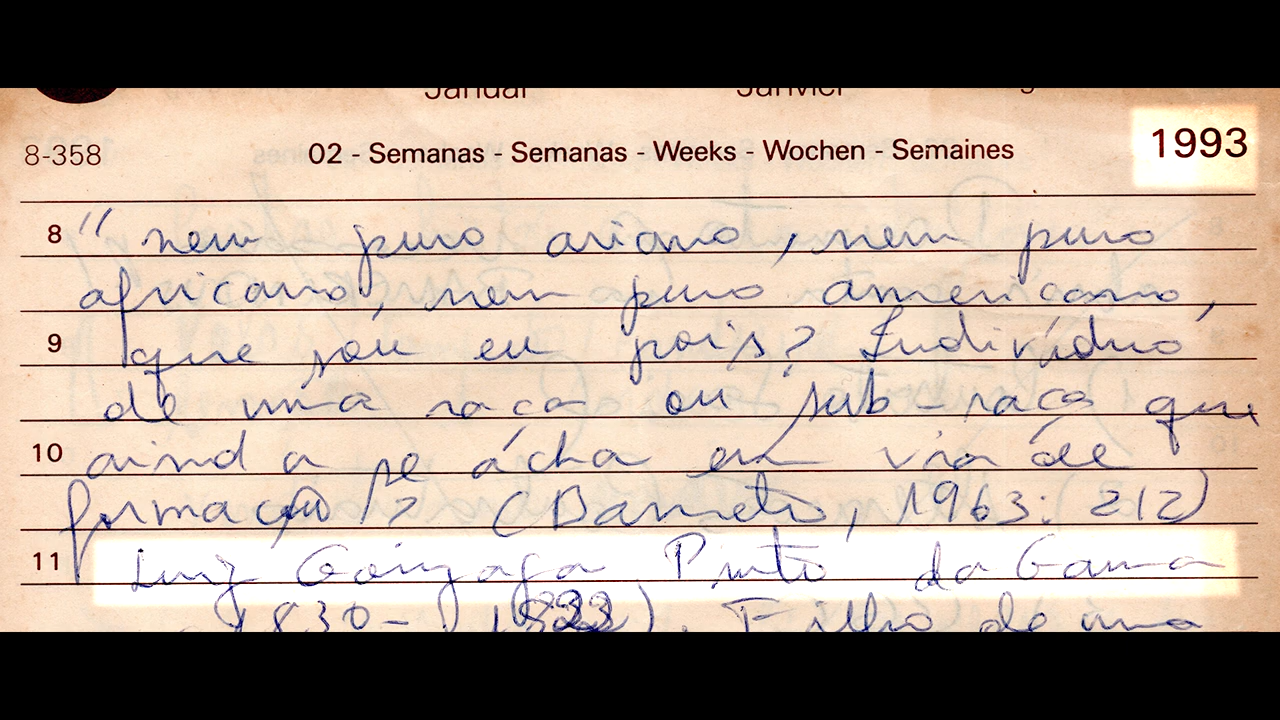 Januar Janvier
8-358 02 - Semanas - Semanas - Weeks - Wochen - Semaines 1993
8 " nem puro ariano, nem puro
africano, nem puro americano,
9 que sou eu pois? Indivíduo
de uma raça ou sub-raça que
10 ainda se ácha em via de
formação? (Barreto, 1963: 212)
11 Luiz Gonzaga Pinto da Gama
1830- ). Filho de uma